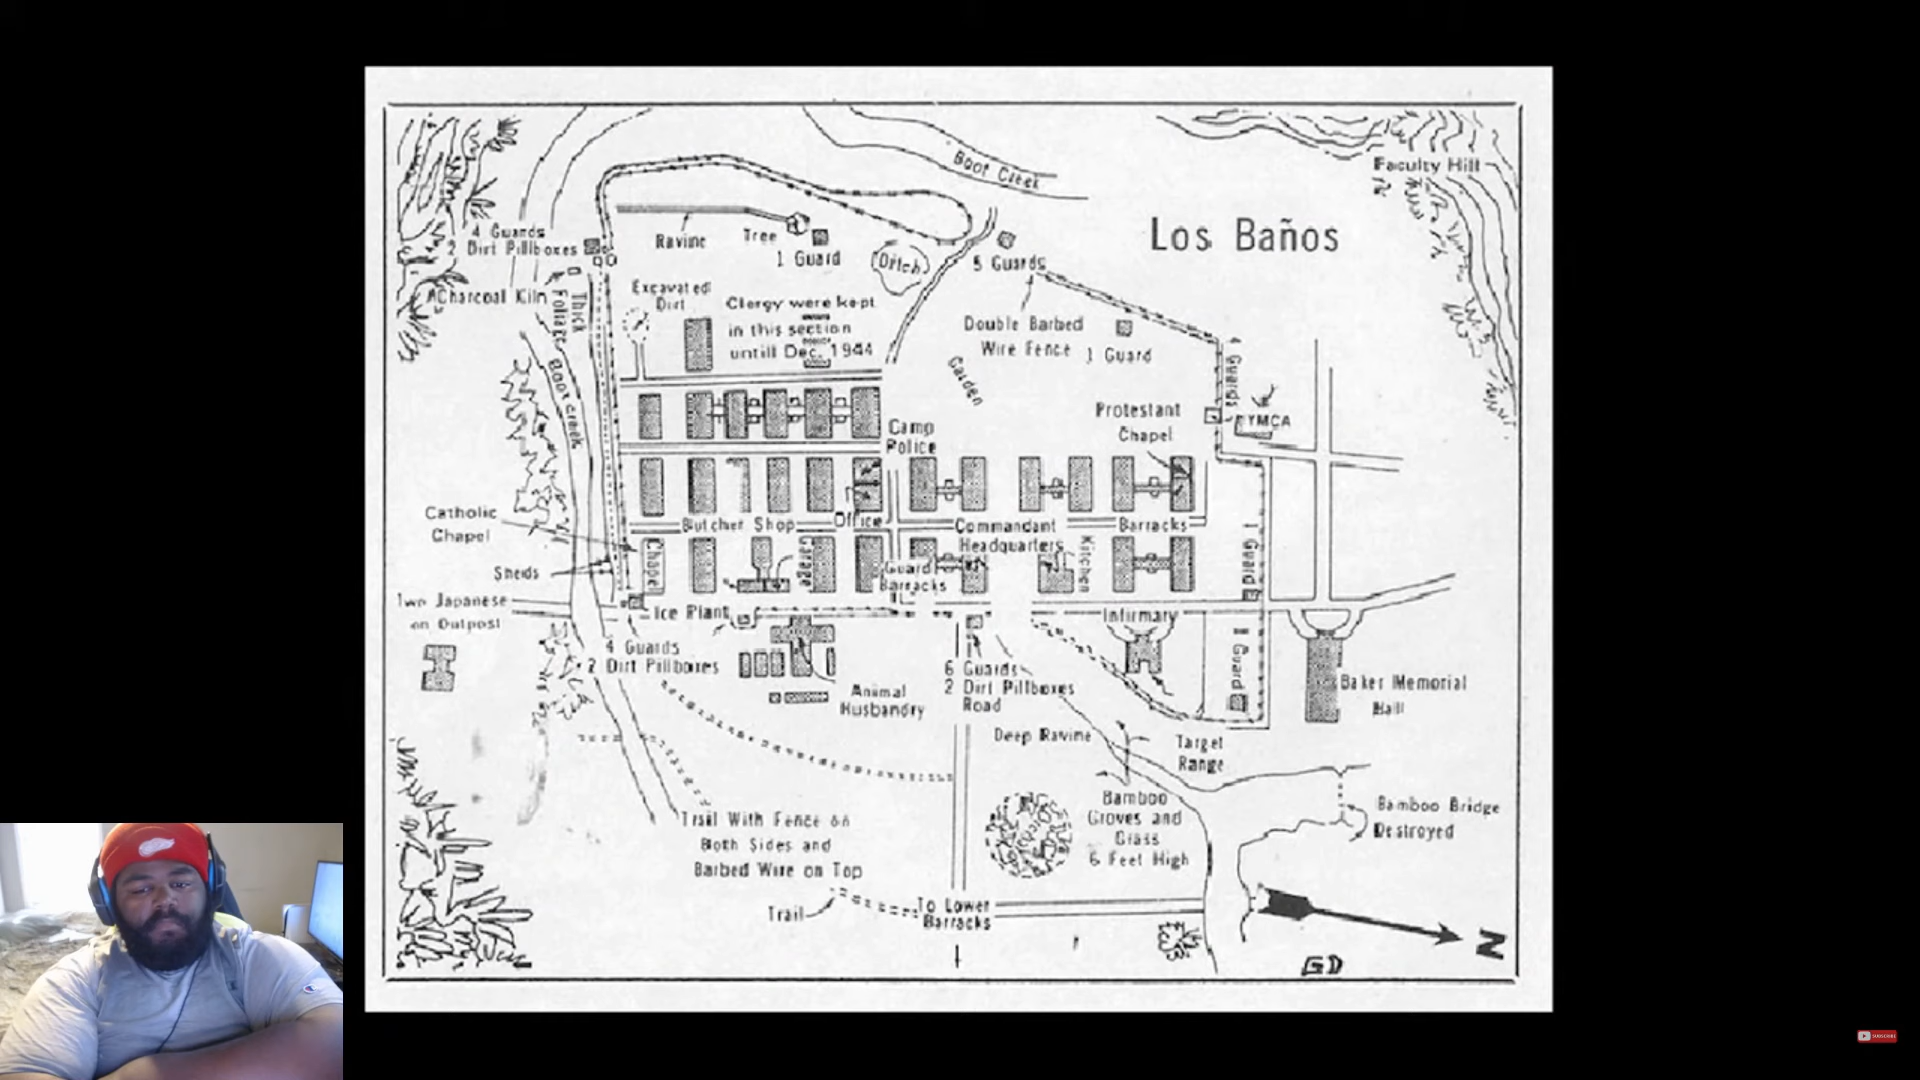 Boot Creek
Faculty Hill
Los Baños
4 Guards
2 Dirt Pillboxes
Ravine
Tree
1 Guard
Ditch
5 Guards
Charcoal Kiln
Thick
Foliage
Excavated
Dirt
Clergy were kept
in this section
untill Dec. 1944
Double Barbed
Wire Fence
1 Guard
4 Guards
Garden
Boot creek
Protestant
Chapel
YMCA
Camp
Police
Catholic
Chapel
Butcher Shop
Office
Commandant
Headquarters
Barracks
1 Guard
Sheds
Chapel
Garage
Guard
Barracks
Kitchen
Two Japanese
on Outpost
Ice Plant
Infirmary
4 Guards
2 Dirt Pillboxes
6 Guards
2 Dirt Pillboxes
Road
1 Guard
Animal
Husbandry
Baker Memorial
Hall
Deep Ravine
Target
Range
Trail With Fence on
Both Sides and
Barbed Wire on Top
Bamboo
Groves and
Grass
6 Feet High
Bamboo Bridge
Destroyed
Trail
To Lower
Barracks
N
GD
SUBSCRIBE